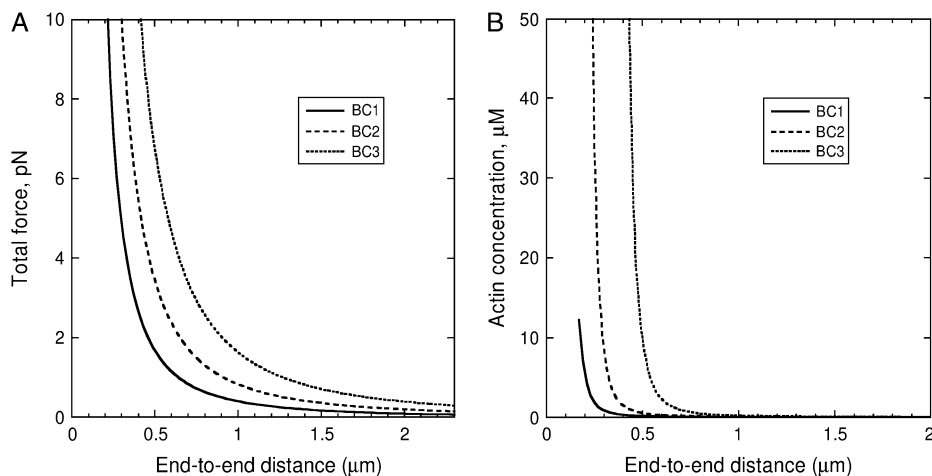 A
10
8
6
4
2
0
Total force, pN
BC1
BC2
BC3
0 0.5 1 1.5 2
End-to-end distance (μm)
B
50
40
30
20
10
0
Actin concentration, μM
BC1
BC2
BC3
0 0.5 1 1.5 2
End-to-end distance (μm)